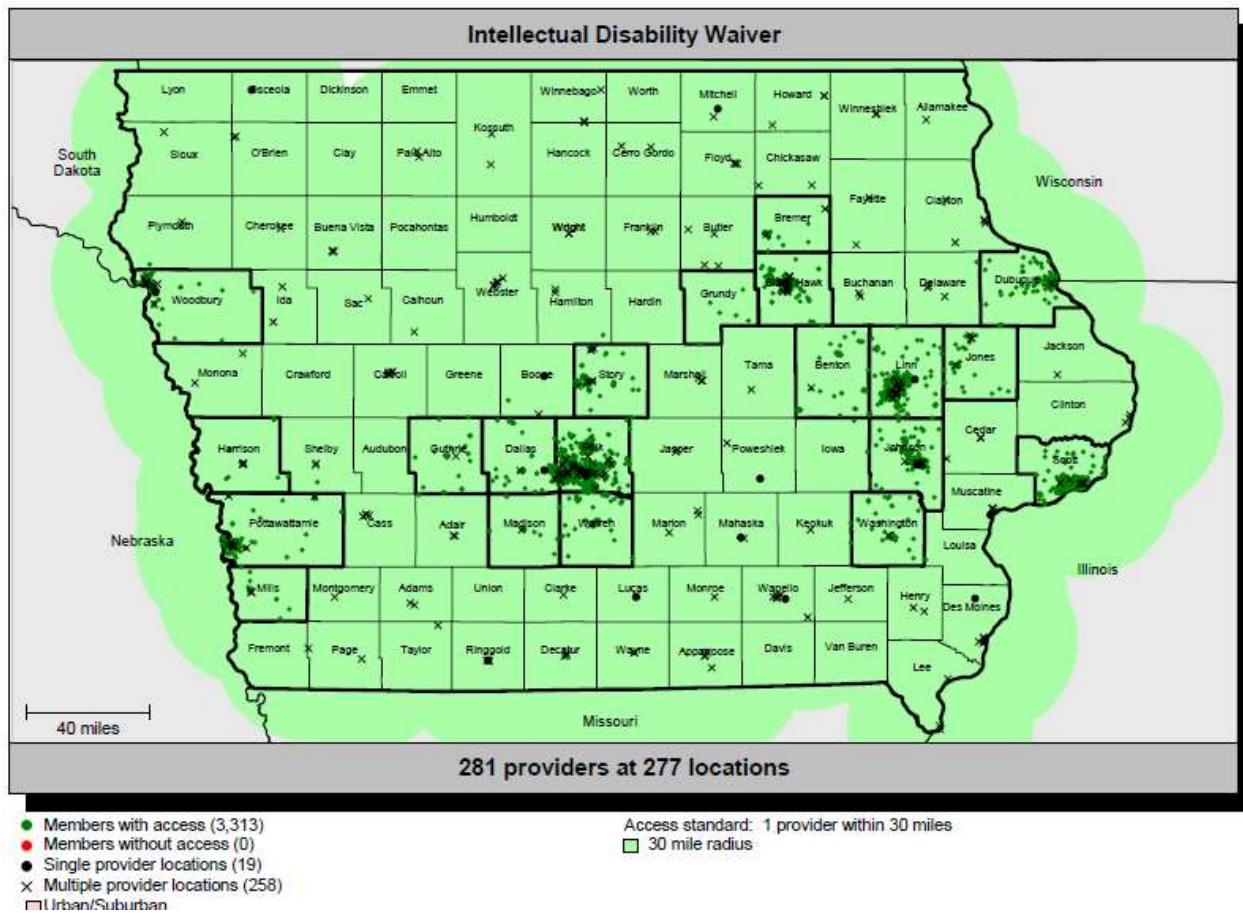 Intellectual Disability Waiver
Lyon Osceola Dickinson Emmet Winnebago Worth Mitchell Howard Winneshiek Allamakee
Kossuth
South
Dakota
Sioux O'Brien Clay Palo Alto Hancock Cerro Gordo Floyd Chickasaw
Wisconsin
Fayette Clayton
Plymouth Cherokee Buena Vista Pocahontas Humboldt Wright Franklin Butler Bremer
Woodbury Ida Sac Calhoun Webster Hamilton Hardin Grundy Black Hawk Buchanan Delaware Dubuque
Monona Crawford Carroll Greene Boone Story Marshall Tama Benton Linn Jones Jackson
Clinton
Harrison Shelby Audubon Guthrie Dallas Polk Jasper Poweshiek Iowa Johnson Cedar
Scott
Muscatine
Pottawattamie Cass Adair Madison Warren Marion Mahaska Keokuk Washington
Nebraska
Louisa
Illinois
Mills Montgomery Adams Union Clarke Lucas Monroe Wapello Jefferson Henry Des Moines
Fremont Page Taylor Ringgold Decatur Wayne Appanoose Davis Van Buren
Lee
Missouri
40 miles
281 providers at 277 locations
Members with access (3,313)
Members without access (0)
Single provider locations (19)
Multiple provider locations (258)
Urban/Suburban
Access standard: 1 provider within 30 miles
30 mile radius